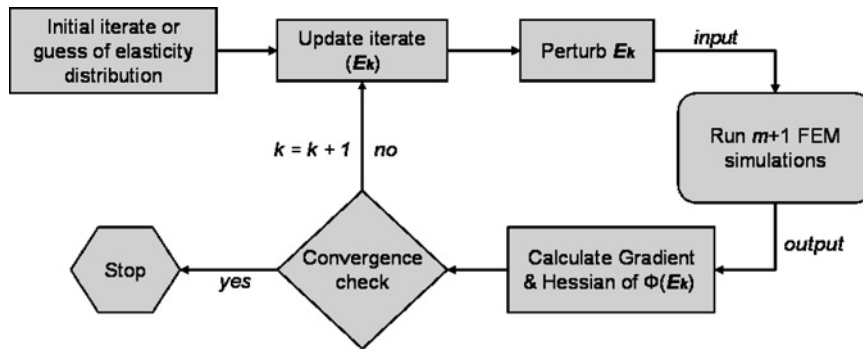 Initial iterate or
guess of elasticity
distribution
Update iterate
(Ek)
Perturb Ek
input
Run m+1 FEM
simulations
output
Calculate Gradient
& Hessian of Φ(Ek)
Convergence
check
k = k + 1 no
yes
Stop